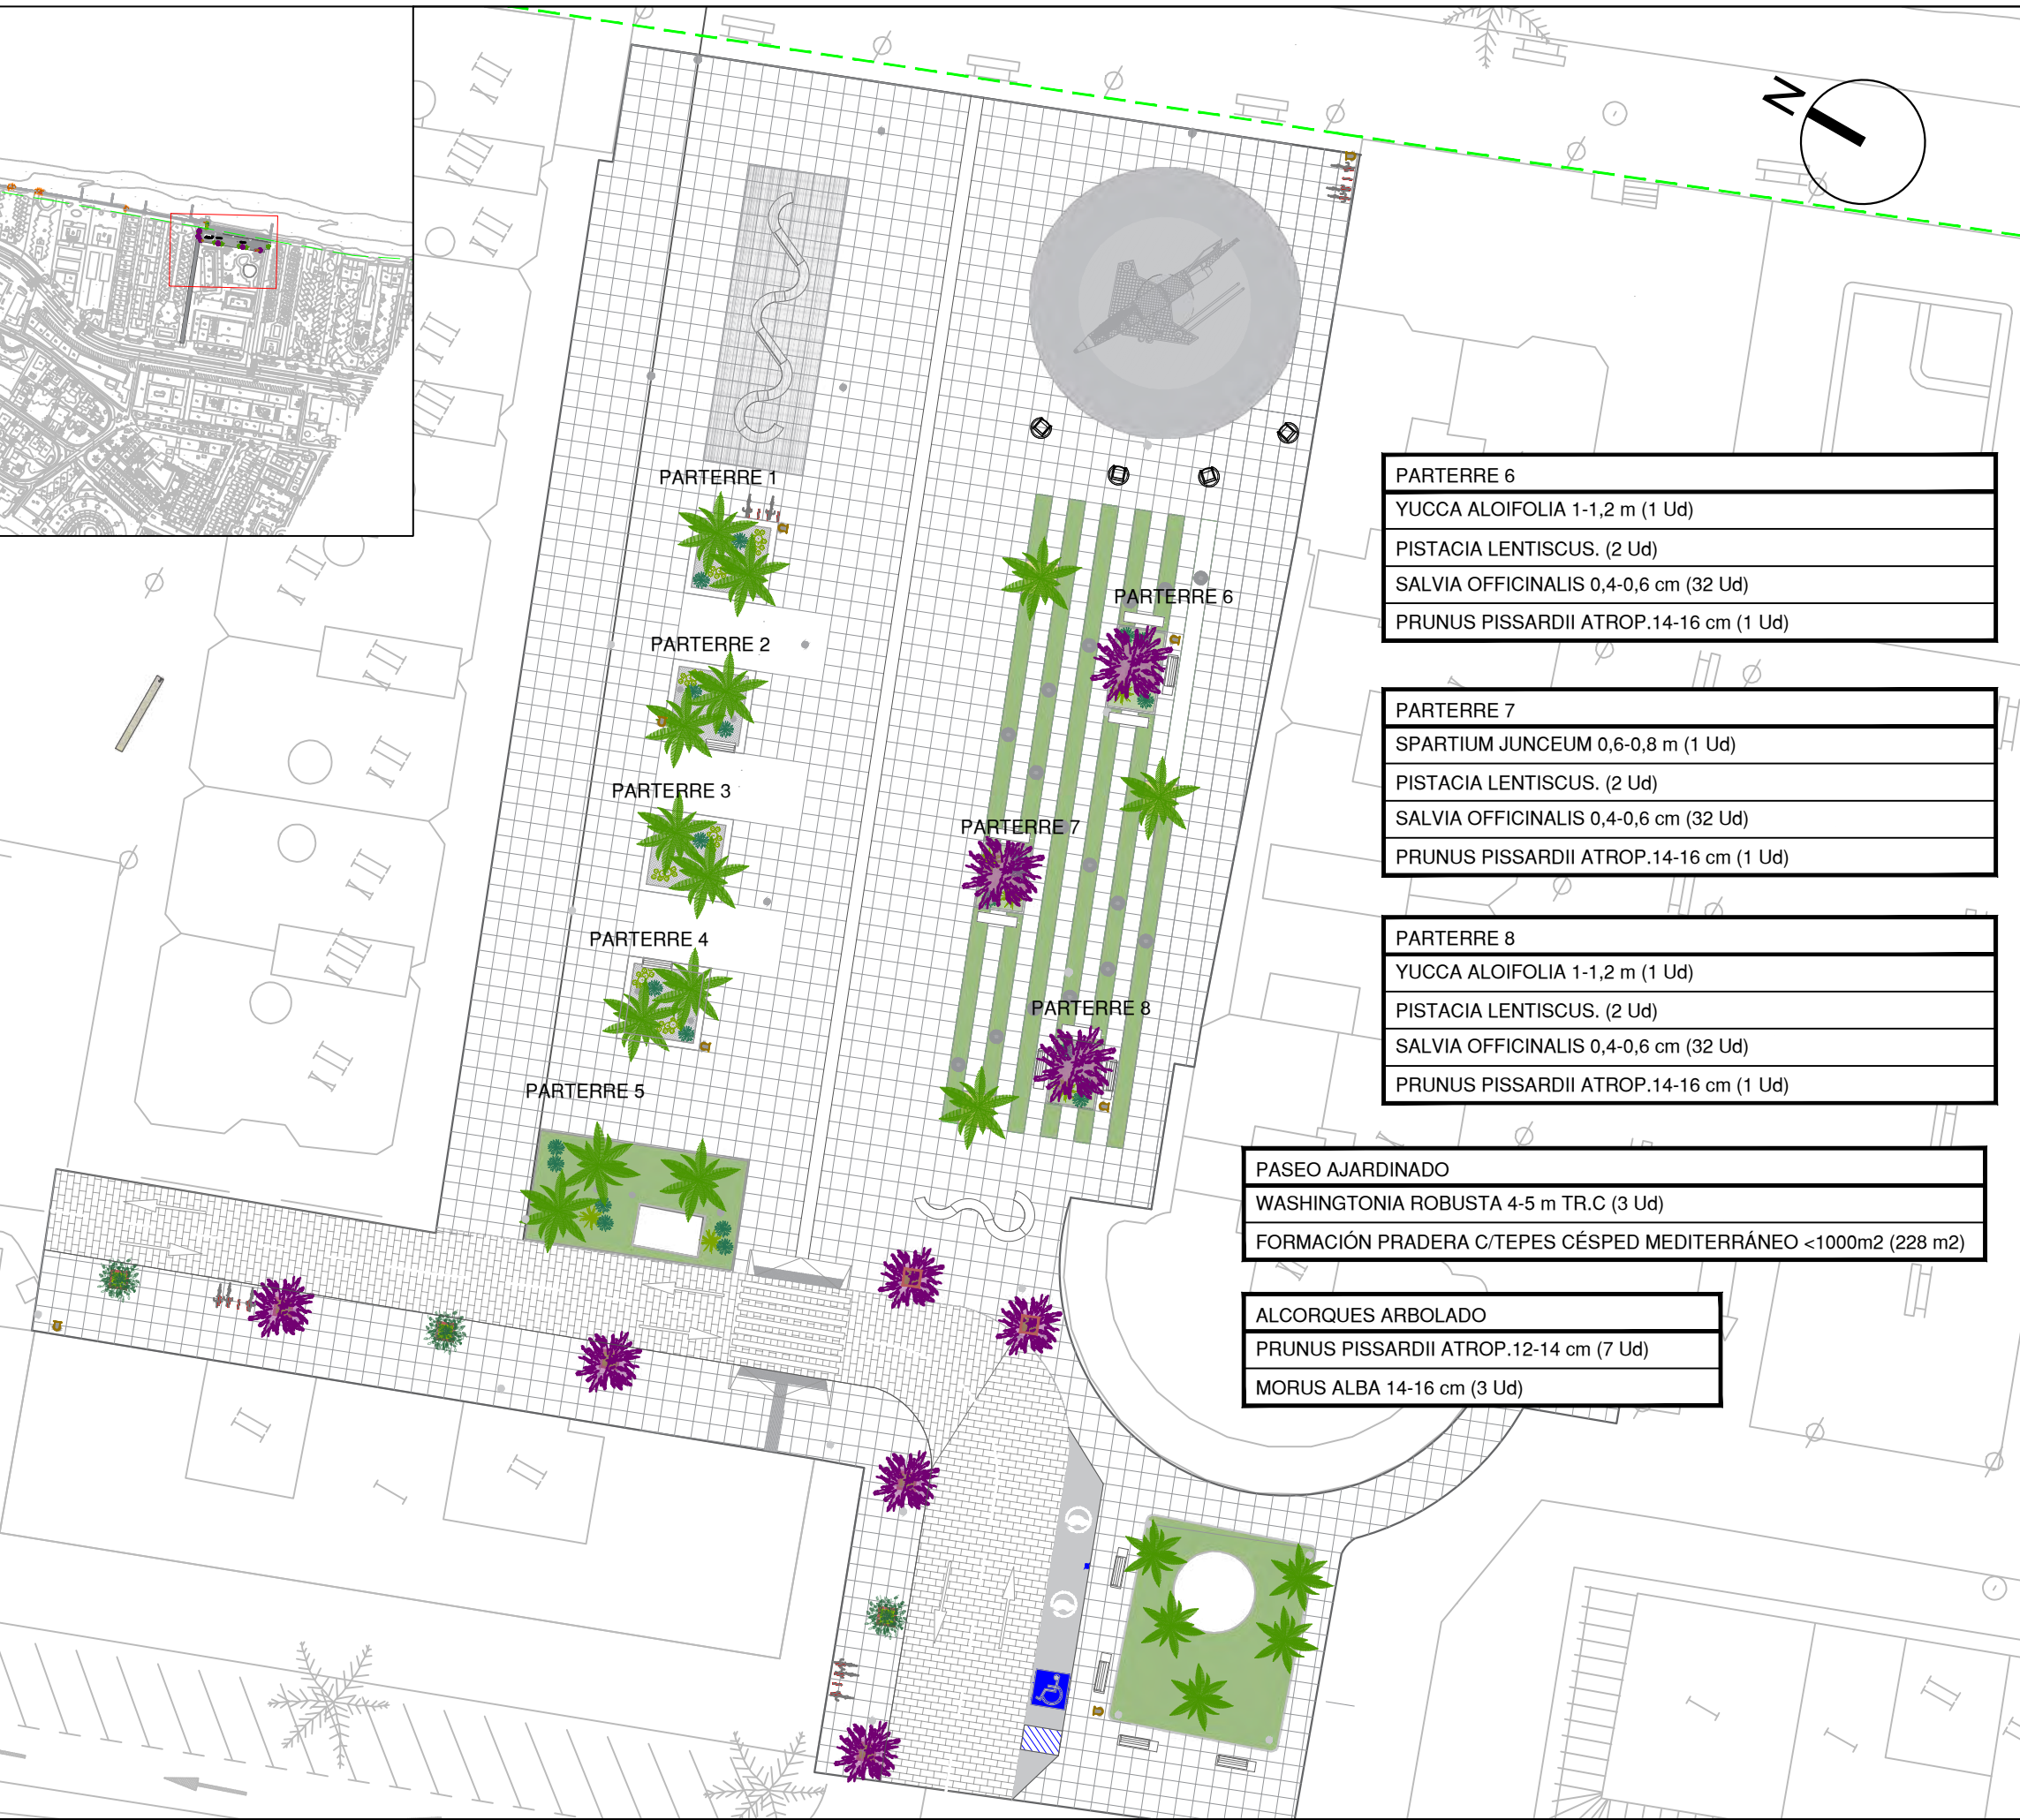 N
PARTERRE 1
PARTERRE 2
PARTERRE 3
PARTERRE 4
PARTERRE 5
PARTERRE 6
PARTERRE 7
PARTERRE 8
PARTERRE 6
YUCCA ALOIFOLIA 1-1,2 m (1 Ud)
PISTACIA LENTISCUS. (2 Ud)
SALVIA OFFICINALIS 0,4-0,6 cm (32 Ud)
PRUNUS PISSARDII ATROP.14-16 cm (1 Ud)
PARTERRE 7
SPARTIUM JUNCEUM 0,6-0,8 m (1 Ud)
PISTACIA LENTISCUS. (2 Ud)
SALVIA OFFICINALIS 0,4-0,6 cm (32 Ud)
PRUNUS PISSARDII ATROP.14-16 cm (1 Ud)
PARTERRE 8
YUCCA ALOIFOLIA 1-1,2 m (1 Ud)
PISTACIA LENTISCUS. (2 Ud)
SALVIA OFFICINALIS 0,4-0,6 cm (32 Ud)
PRUNUS PISSARDII ATROP.14-16 cm (1 Ud)
PASEO AJARDINADO
WASHINGTONIA ROBUSTA 4-5 m TR.C (3 Ud)
FORMACIÓN PRADERA C/TEPES CÉSPED MEDITERRÁNEO <1000m2 (228 m2)
ALCORQUES ARBOLADO
PRUNUS PISSARDII ATROP.12-14 cm (7 Ud)
MORUS ALBA 14-16 cm (3 Ud)